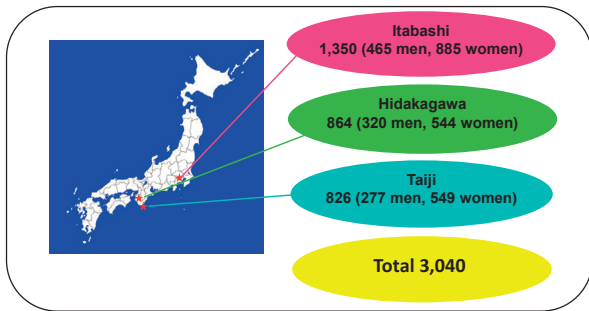 Itabashi
1,350 (465 men, 885 women)
Hidakagawa
864 (320 men, 544 women)
Taiji
826 (277 men, 549 women)
Total 3,040